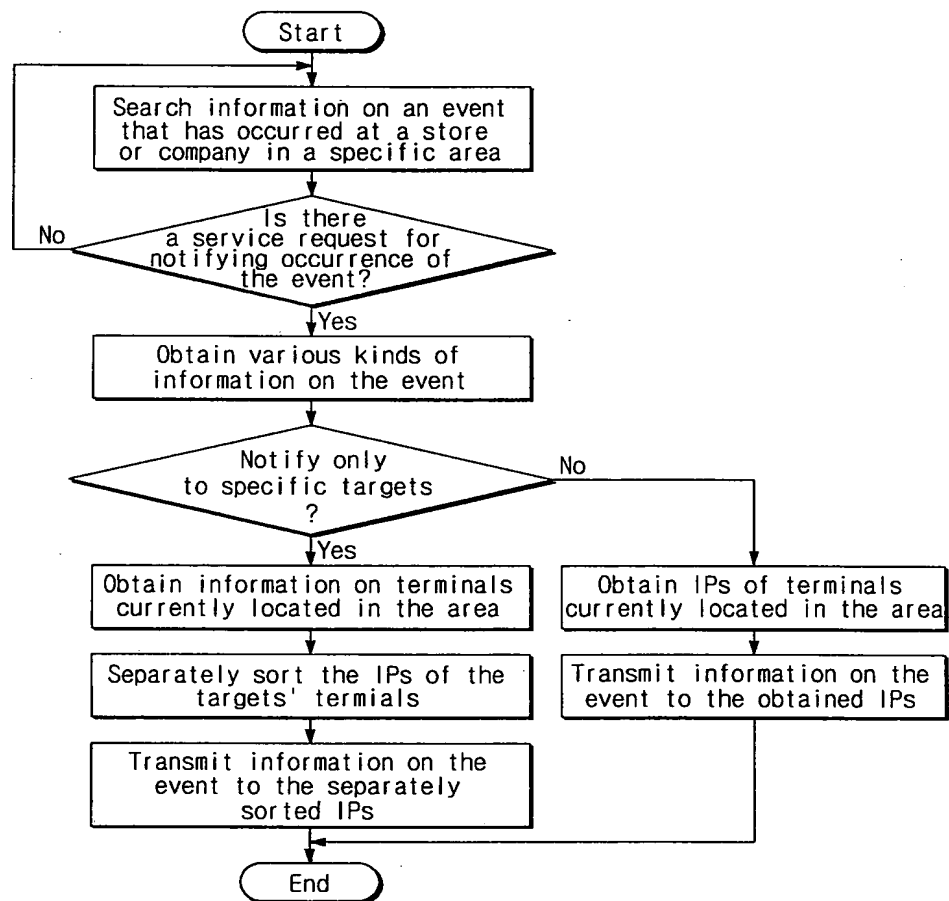 Start
Search information on an event
that has occurred at a store
or company in a specific area
Is there
a service request for
notifying occurrence of
the event?
No
Yes
Obtain various kinds of
information on the event
Notify only
to specific targets
?
No
Yes
Obtain information on terminals
currently located in the area
Obtain IPs of terminals
currently located in the area
Separately sort the IPs of the
targets' termials
Transmit information on the
event to the obtained IPs
Transmit information on the
event to the separately
sorted IPs
End